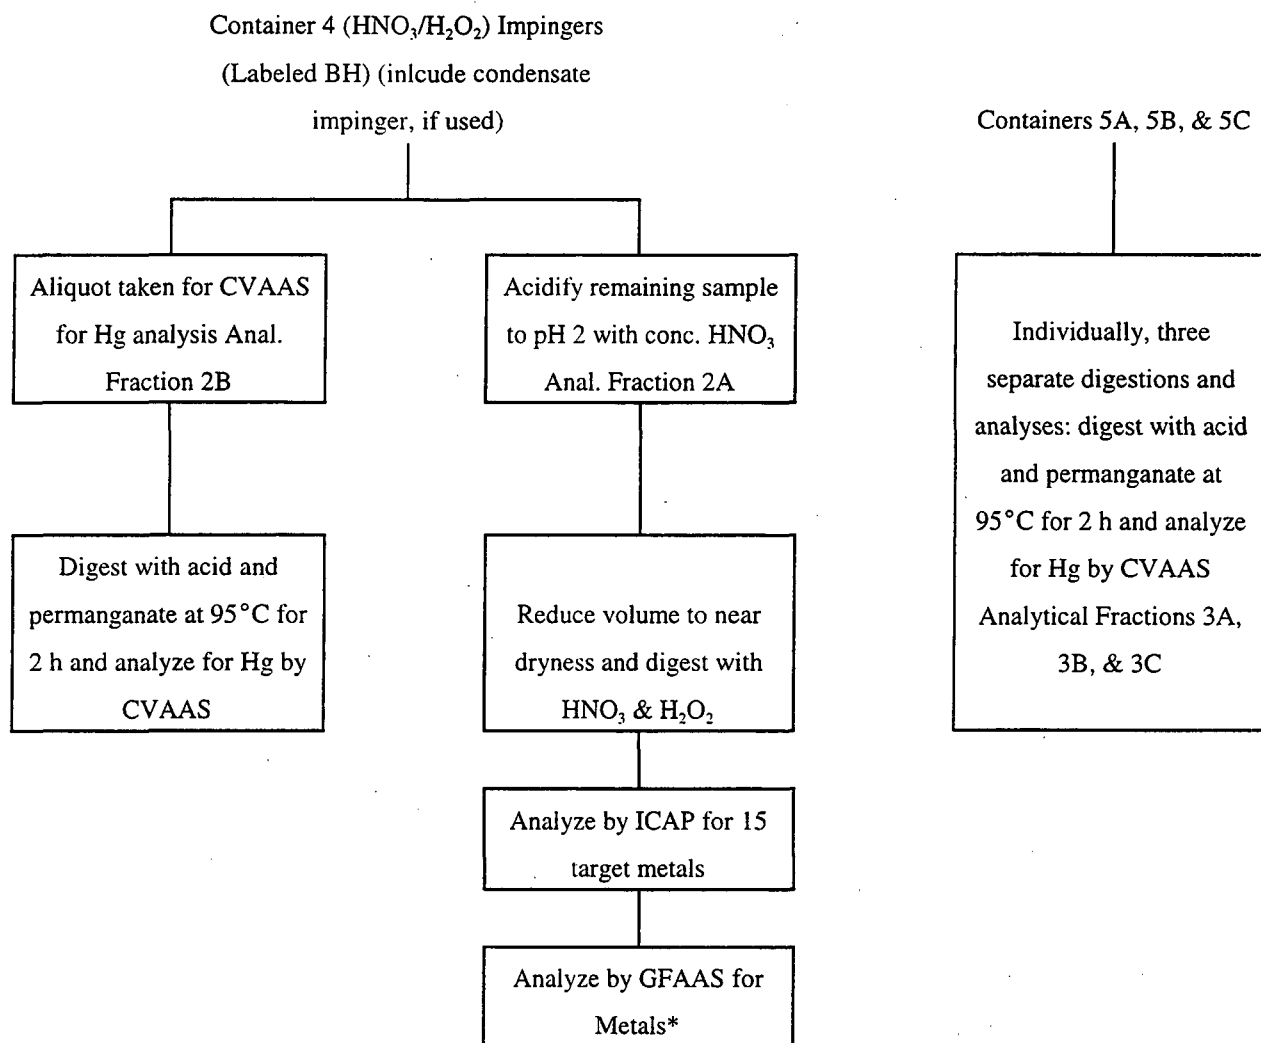 Container 4 (HNO₃/H₂O₂) Impingers
(Labeled BH) (inlcude condensate
impinger, if used)
Containers 5A, 5B, & 5C
Aliquot taken for CVAAS
for Hg analysis Anal.
Fraction 2B
Acidify remaining sample
to pH 2 with conc. HNO₃
Anal. Fraction 2A
Individually, three
separate digestions and
analyses: digest with acid
and permanganate at
95°C for 2 h and analyze
for Hg by CVAAS
Analytical Fractions 3A,
3B, & 3C
Digest with acid and
permanganate at 95°C for
2 h and analyze for Hg by
CVAAS
Reduce volume to near
dryness and digest with
HNO₃ & H₂O₂
Analyze by ICAP for 15
target metals
Analyze by GFAAS for
Metals*